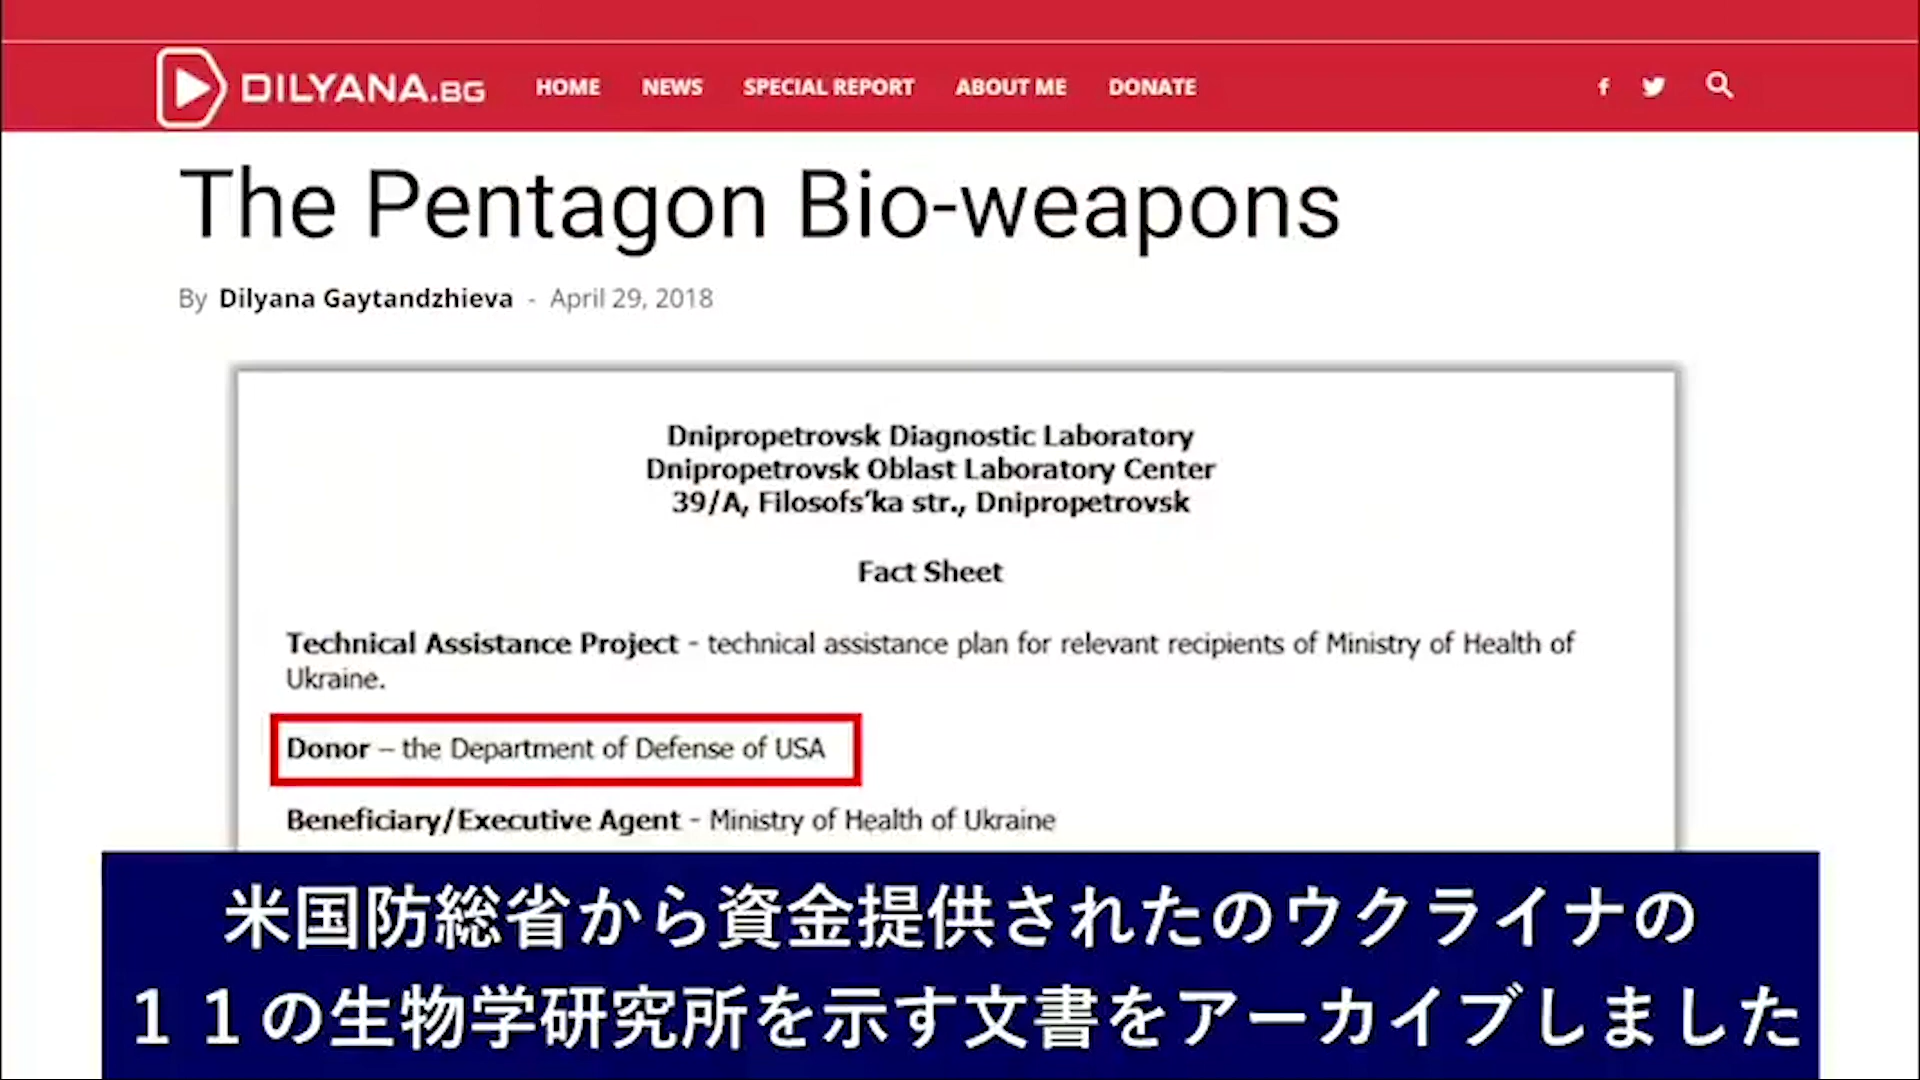 DILYANA.BG HOME NEWS SPECIAL REPORT ABOUT ME DONATE
The Pentagon Bio-weapons
By Dilyana Gaytandzhieva - April 29, 2018
Dnipropetrovsk Diagnostic Laboratory
Dnipropetrovsk Oblast Laboratory Center
39/A, Filosofs'ka str., Dnipropetrovsk
Fact Sheet
Technical Assistance Project - technical assistance plan for relevant recipients of Ministry of Health of
Ukraine.
Donor – the Department of Defense of USA
Beneficiary/Executive Agent - Ministry of Health of Ukraine
米国防総省から資金提供されたのウクライナの
１１の生物学研究所を示す文書をアーカイブしました